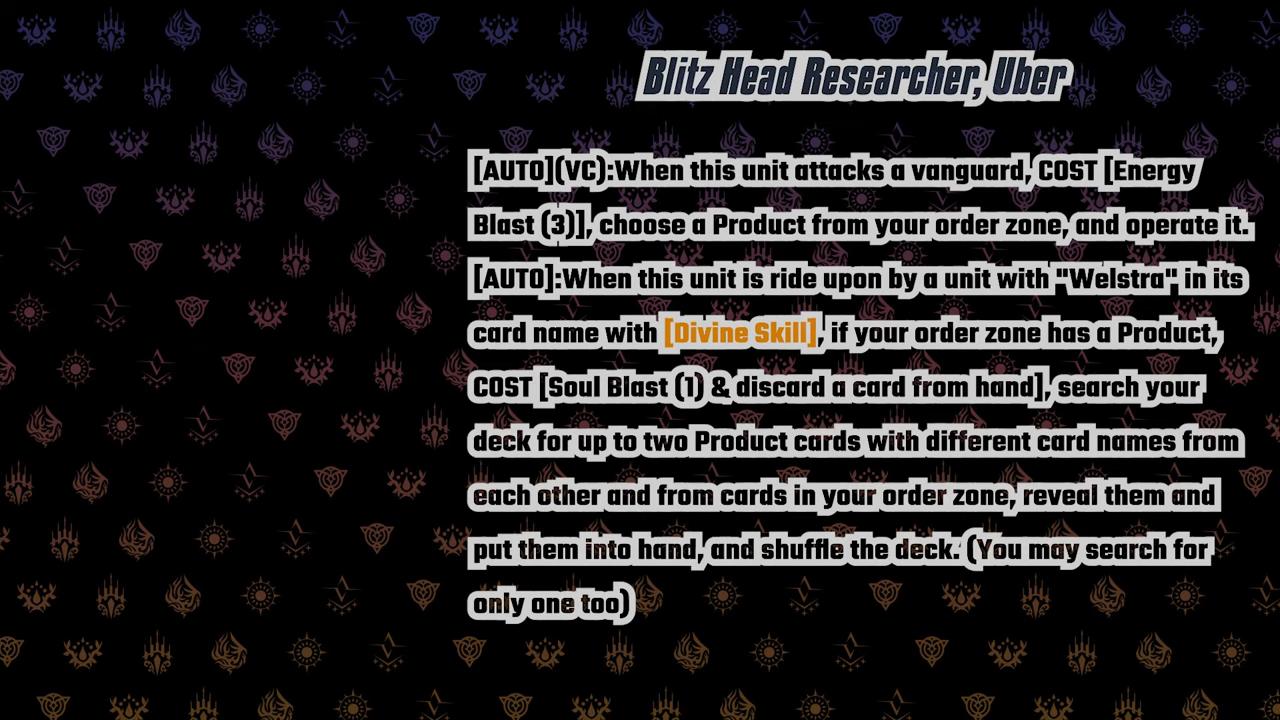 Blitz Head Researcher, Uber
[AUTO](VC):When this unit attacks a vanguard, COST [Energy
Blast (3)], choose a Product from your order zone, and operate it.
[AUTO]:When this unit is ride upon by a unit with "Welstra" in its
card name with [Divine Skill], if your order zone has a Product,
COST [Soul Blast (1) & discard a card from hand], search your
deck for up to two Product cards with different card names from
each other and from cards in your order zone, reveal them and
put them into hand, and shuffle the deck. (You may search for
only one too)